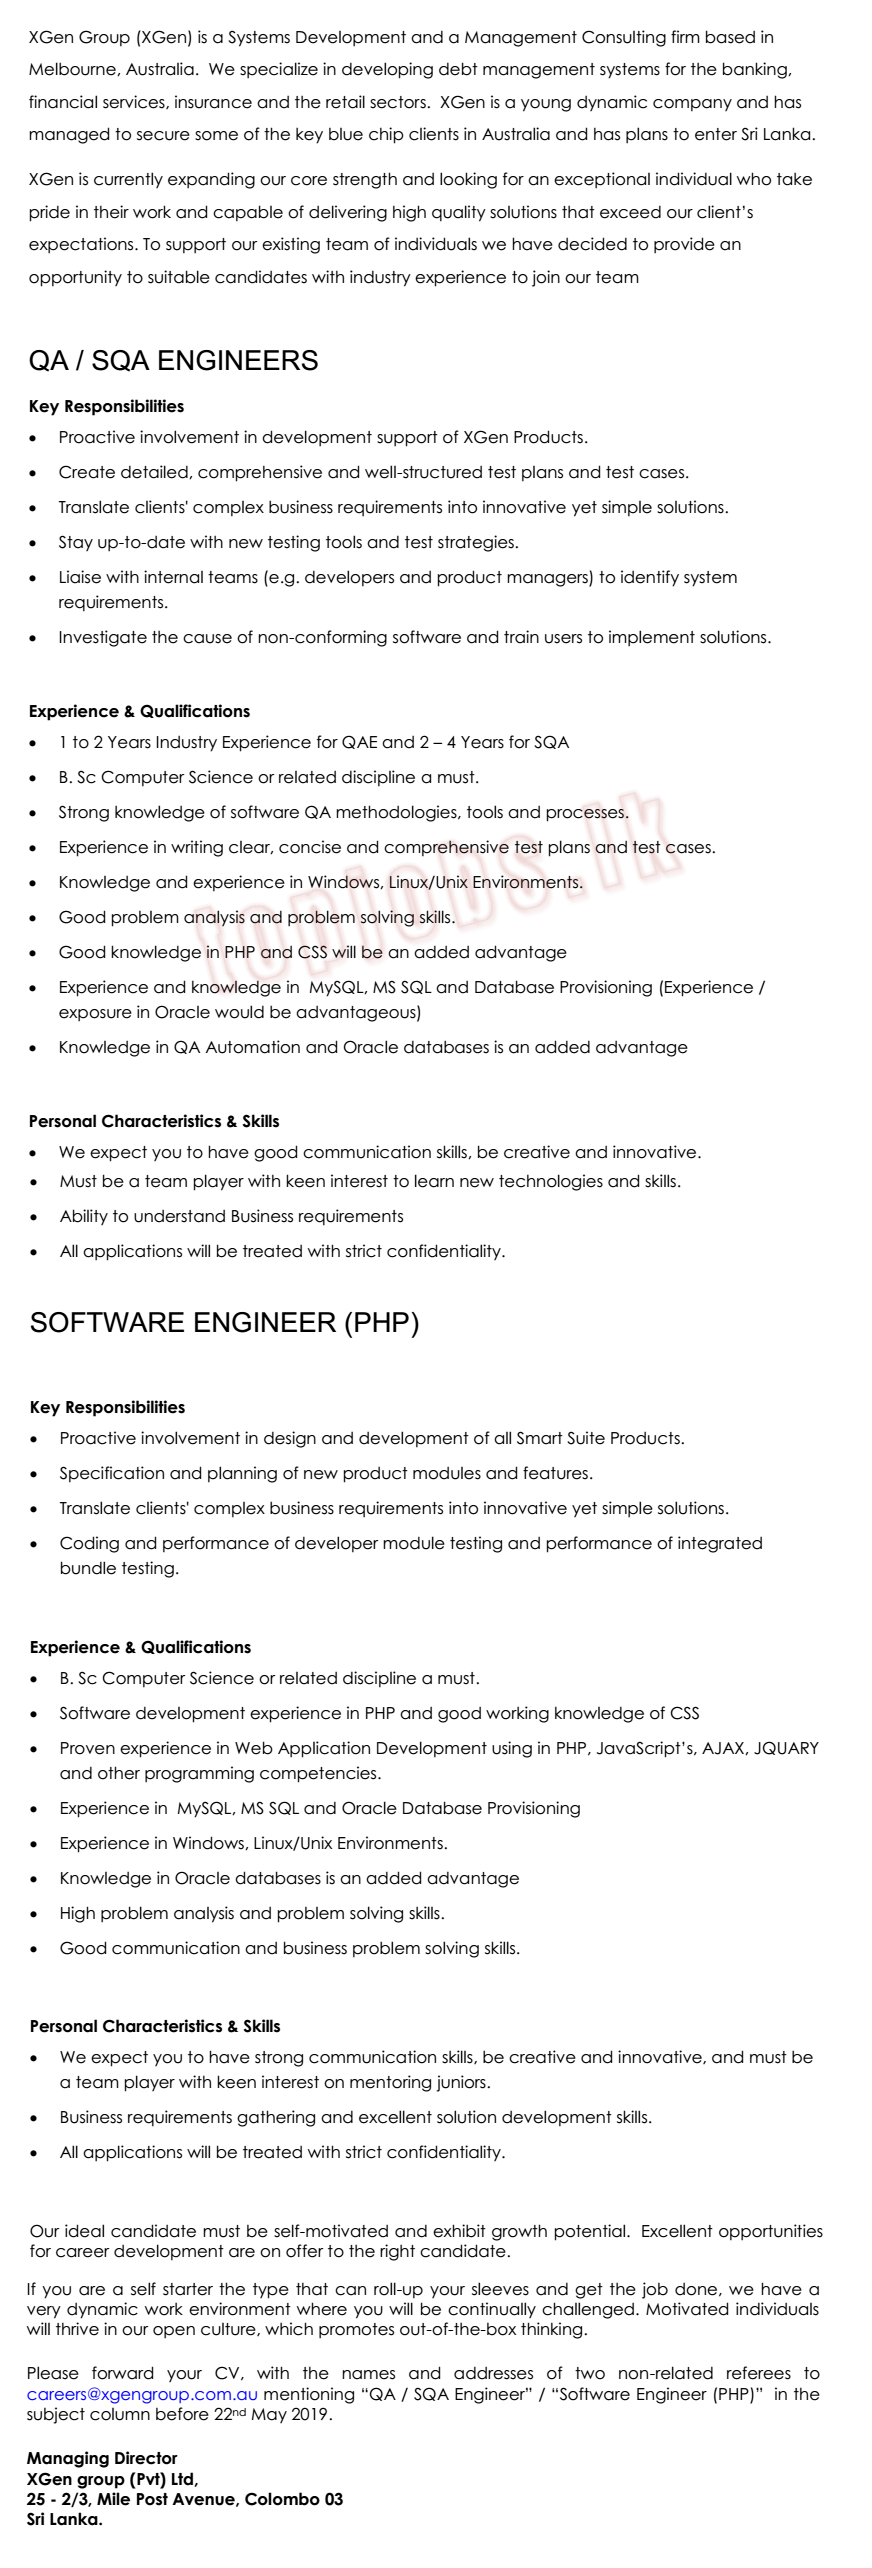 XGen Group (XGen) is a Systems Development and a Management Consulting firm based in
Melbourne, Australia.  We specialize in developing debt management systems for the banking,
financial services, insurance and the retail sectors.  XGen is a young dynamic company and has
managed to secure some of the key blue chip clients in Australia and has plans to enter Sri Lanka.
XGen is currently expanding our core strength and looking for an exceptional individual who take
pride in their work and capable of delivering high quality solutions that exceed our client’s
expectations. To support our existing team of individuals we have decided to provide an
opportunity to suitable candidates with industry experience to join our team
QA / SQA ENGINEERS
Key Responsibilities
• Proactive involvement in development support of XGen Products.
• Create detailed, comprehensive and well-structured test plans and test cases.
• Translate clients' complex business requirements into innovative yet simple solutions.
• Stay up-to-date with new testing tools and test strategies.
• Liaise with internal teams (e.g. developers and product managers) to identify system
requirements.
• Investigate the cause of non-conforming software and train users to implement solutions.
Experience & Qualifications
• 1 to 2 Years Industry Experience for QAE and 2 – 4 Years for SQA
• B. Sc Computer Science or related discipline a must.
• Strong knowledge of software QA methodologies, tools and processes.
• Experience in writing clear, concise and comprehensive test plans and test cases.
• Knowledge and experience in Windows, Linux/Unix Environments.
• Good problem analysis and problem solving skills.
• Good knowledge in PHP and CSS will be an added advantage
• Experience and knowledge in  MySQL, MS SQL and Database Provisioning (Experience /
exposure in Oracle would be advantageous)
• Knowledge in QA Automation and Oracle databases is an added advantage
topjobs.lk
Personal Characteristics & Skills
• We expect you to have good communication skills, be creative and innovative.
• Must be a team player with keen interest to learn new technologies and skills.
• Ability to understand Business requirements
• All applications will be treated with strict confidentiality.
SOFTWARE ENGINEER (PHP)
Key Responsibilities
• Proactive involvement in design and development of all Smart Suite Products.
• Specification and planning of new product modules and features.
• Translate clients' complex business requirements into innovative yet simple solutions.
• Coding and performance of developer module testing and performance of integrated
bundle testing.
Experience & Qualifications
• B. Sc Computer Science or related discipline a must.
• Software development experience in PHP and good working knowledge of CSS
• Proven experience in Web Application Development using in PHP, JavaScript’s, AJAX, JQUARY
and other programming competencies.
• Experience in  MySQL, MS SQL and Oracle Database Provisioning
• Experience in Windows, Linux/Unix Environments.
• Knowledge in Oracle databases is an added advantage
• High problem analysis and problem solving skills.
• Good communication and business problem solving skills.
Personal Characteristics & Skills
• We expect you to have strong communication skills, be creative and innovative, and must be
a team player with keen interest on mentoring juniors.
• Business requirements gathering and excellent solution development skills.
• All applications will be treated with strict confidentiality.
Our ideal candidate must be self-motivated and exhibit growth potential.  Excellent opportunities
for career development are on offer to the right candidate.
If you are a self starter the type that can roll-up your sleeves and get the job done, we have a
very dynamic work environment where you will be continually challenged. Motivated individuals
will thrive in our open culture, which promotes out-of-the-box thinking.
Please forward your CV, with the names and addresses of two non-related referees to
careers@xgengroup.com.au mentioning “QA / SQA Engineer” / “Software Engineer (PHP)”  in the
subject column before 22nd May 2019.
Managing Director
XGen group (Pvt) Ltd,
25 - 2/3, Mile Post Avenue, Colombo 03
Sri Lanka.